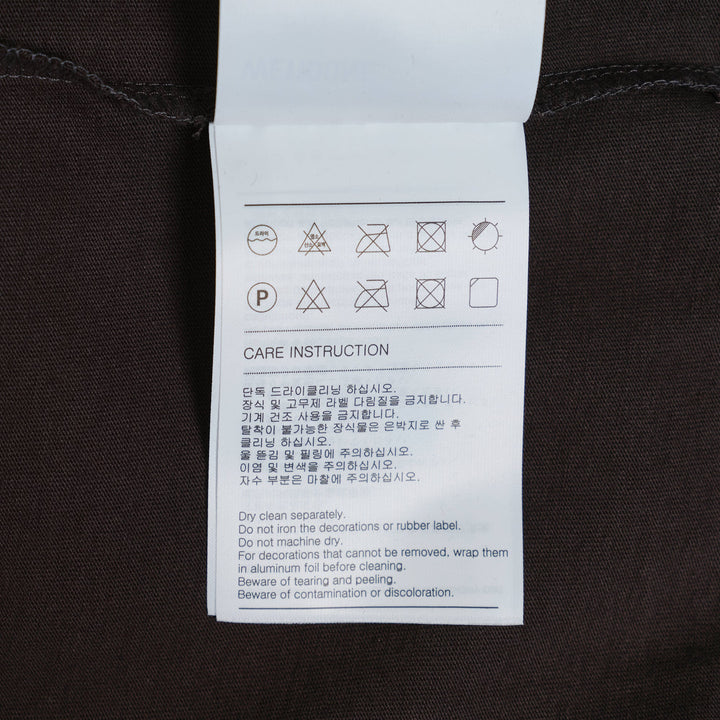 드라이
P
CARE INSTRUCTION
단독 드라이클리닝 하십시오.
장식 및 고무제 라벨 다림질을 금지합니다.
기계 건조 사용을 금지합니다.
탈착이 불가능한 장식물은 은박지로 싼 후
클리닝 하십시오.
울 뜯김 및 필링에 주의하십시오.
이염 및 변색을 주의하십시오.
자수 부분은 마찰에 주의하십시오.
Dry clean separately.
Do not iron the decorations or rubber label.
Do not machine dry.
For decorations that cannot be removed, wrap them
in aluminum foil before cleaning.
Beware of tearing and peeling.
Beware of contamination or discoloration.